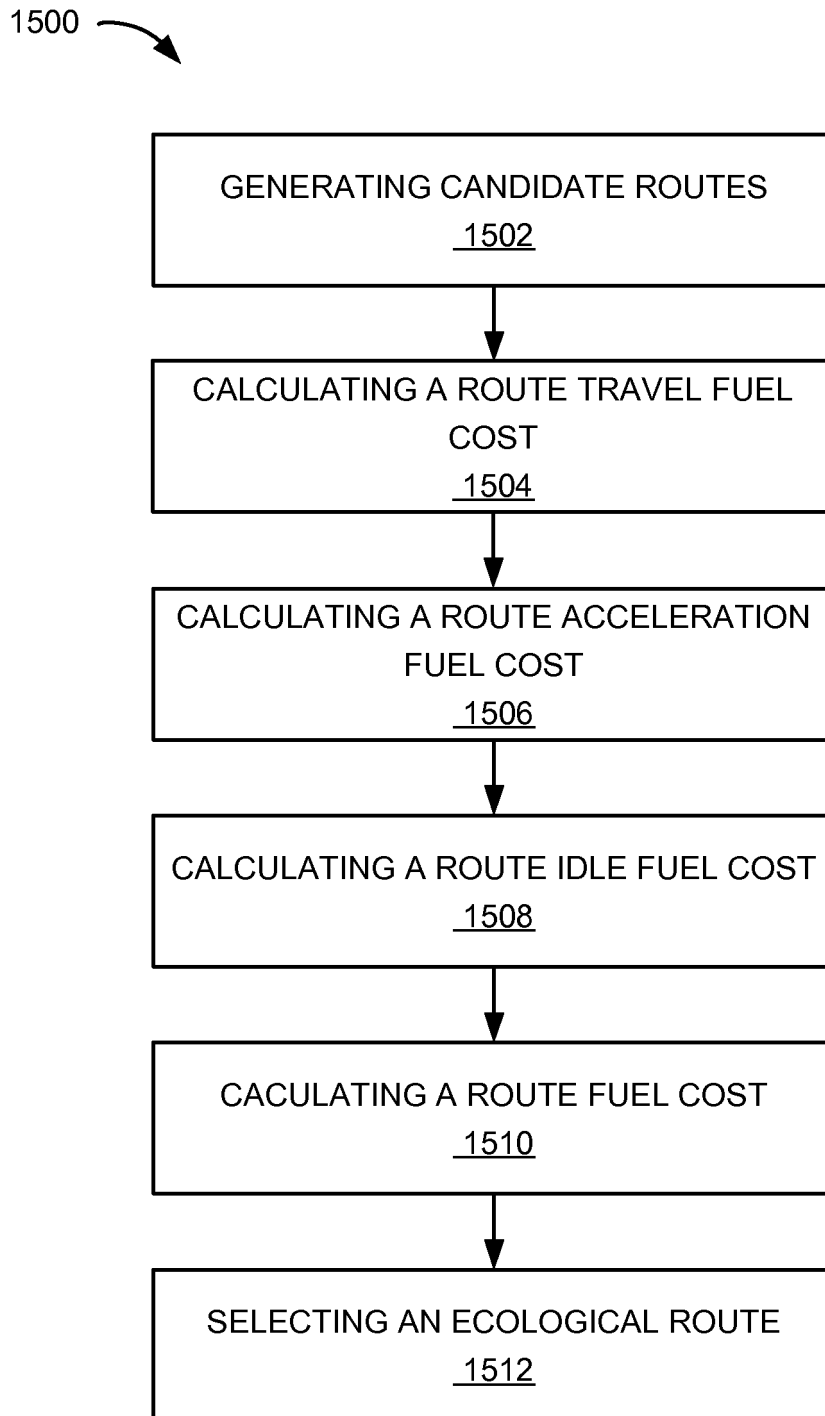 1500
GENERATING CANDIDATE ROUTES
1502
CALCULATING A ROUTE TRAVEL FUEL
COST
1504
CALCULATING A ROUTE ACCELERATION
FUEL COST
1506
CALCULATING A ROUTE IDLE FUEL COST
1508
CACULATING A ROUTE FUEL COST
1510
SELECTING AN ECOLOGICAL ROUTE
1512